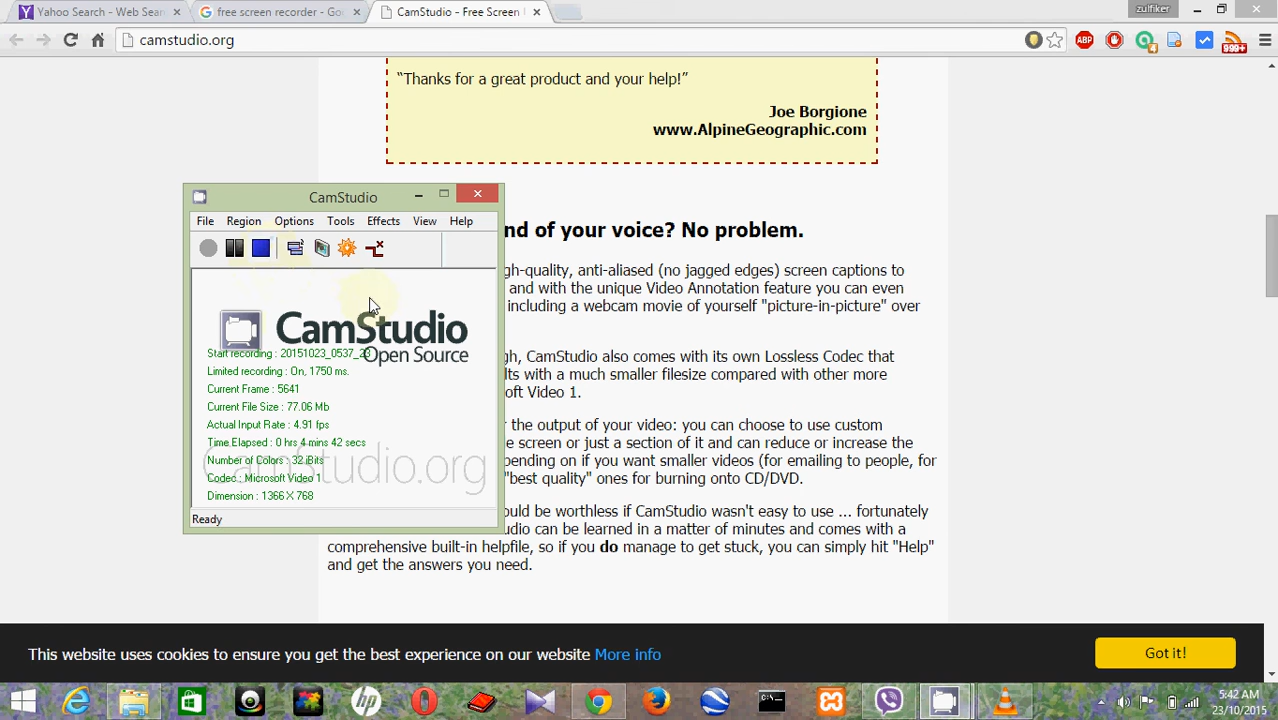 Yahoo Search - Web Sear
free screen recorder - Go
CamStudio - Free Screen
zulfiker
camstudio.org
ABP
4
999+
“Thanks for a great product and your help!”
Joe Borgione
www.AlpineGeographic.com
CamStudio
File Region Options Tools Effects View Help
CamStudio
Open Source
Start recording : 20151023_0537_23
Limited recording : On, 1750 ms.
Current Frame : 5641
Current File Size : 77.06 Mb
Actual Input Rate : 4.91 fps
Time Elapsed : 0 hrs 4 mins 42 secs
Number of Colors : 32 Bits
CamStudio.org
Codec : Microsoft Video 1
Dimension : 1366 X 768
Ready
nd of your voice? No problem.
gh-quality, anti-aliased (no jagged edges) screen captions to
and with the unique Video Annotation feature you can even
including a webcam movie of yourself "picture-in-picture" over
gh, CamStudio also comes with its own Lossless Codec that
lts with a much smaller filesize compared with other more
oft Video 1.
r the output of your video: you can choose to use custom
e screen or just a section of it and can reduce or increase the
pending on if you want smaller videos (for emailing to people, for
"best quality" ones for burning onto CD/DVD.
ould be worthless if CamStudio wasn't easy to use ... fortunately
udio can be learned in a matter of minutes and comes with a
comprehensive built-in helpfile, so if you do manage to get stuck, you can simply hit "Help"
and get the answers you need.
This website uses cookies to ensure you get the best experience on our website More info
Got it!
hp
5:42 AM
23/10/2015